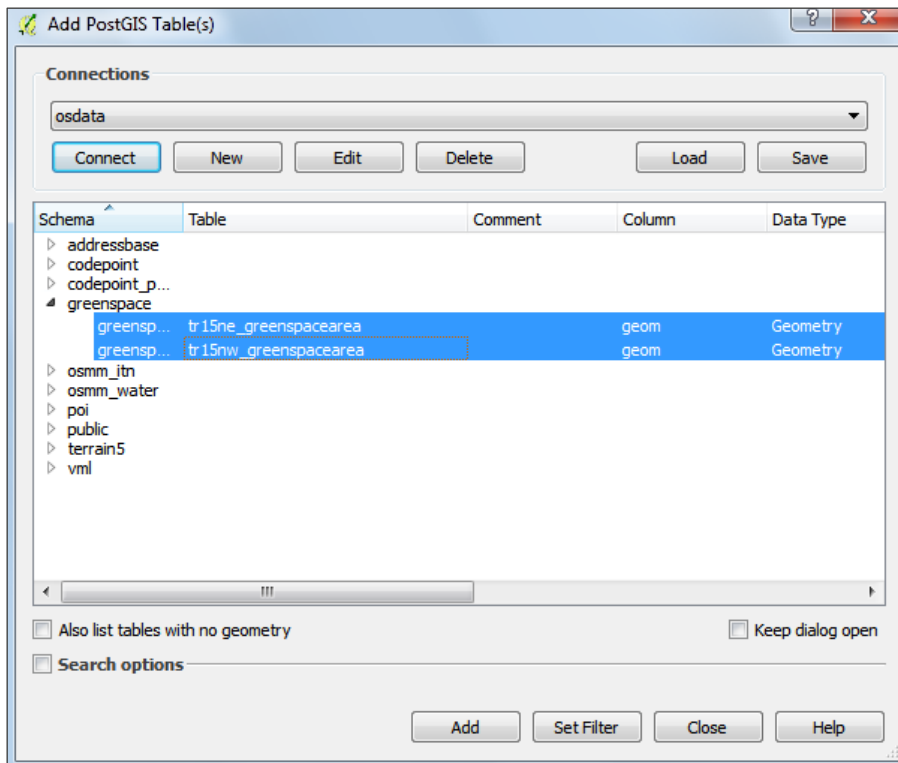 Add PostGIS Table(s)
Connections
osdata
Connect New Edit Delete Load Save
Schema Table Comment Column Data Type
addressbase
codepoint
codepoint_p...
greenspace
greensp... tr15ne_greenspacearea geom Geometry
greensp... tr15nw_greenspacearea geom Geometry
osmm_itn
osmm_water
poi
public
terrain5
vml
Also list tables with no geometry Keep dialog open
Search options
Add Set Filter Close Help